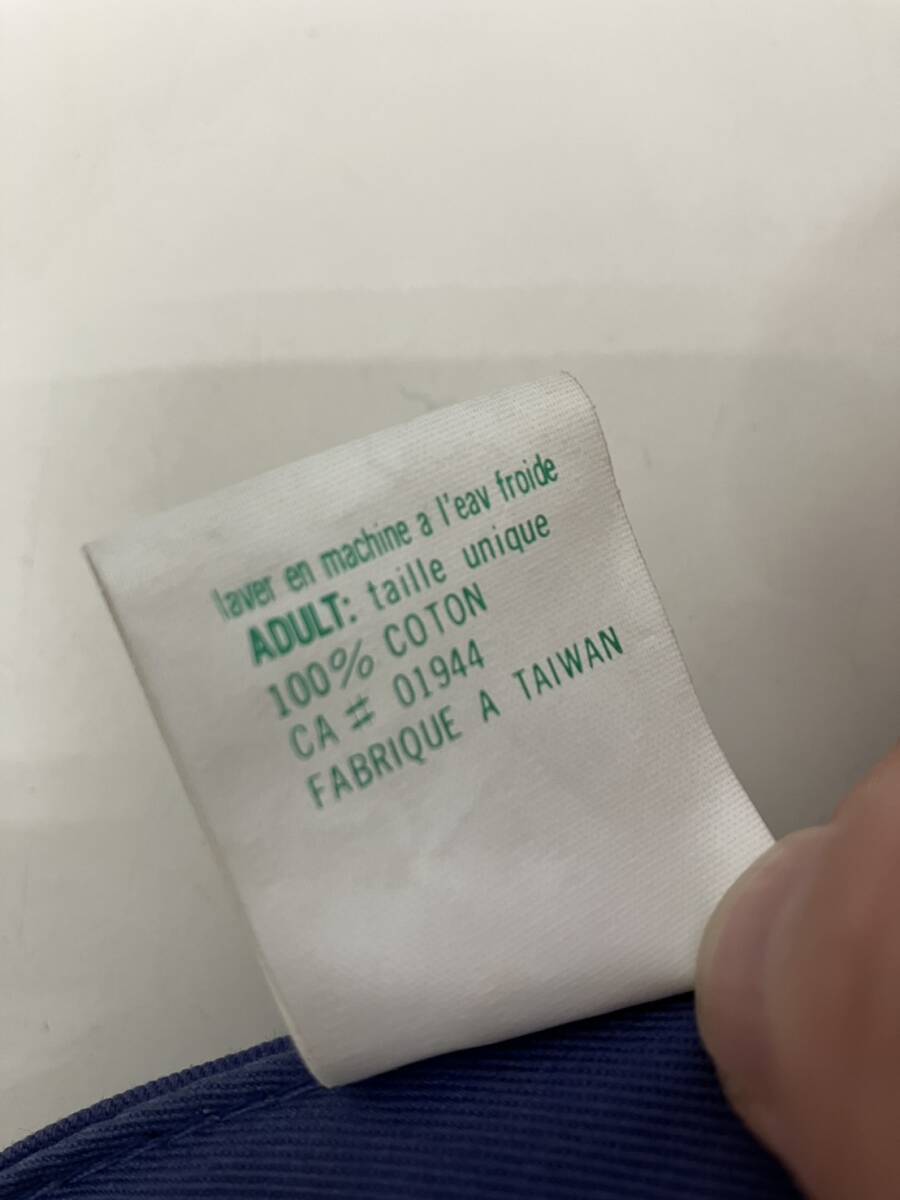 laver en machine a l'eav froide
ADULT: taille unique
100% COTON
CA # 01944
FABRIQUE A TAIWAN